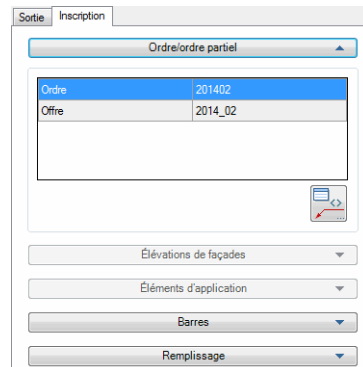 Sortie Inscription
Ordre/ordre partiel
Ordre 201402
Offre 2014_02
...
Élévations de façades
Éléments d'application
Barres
Remplissage